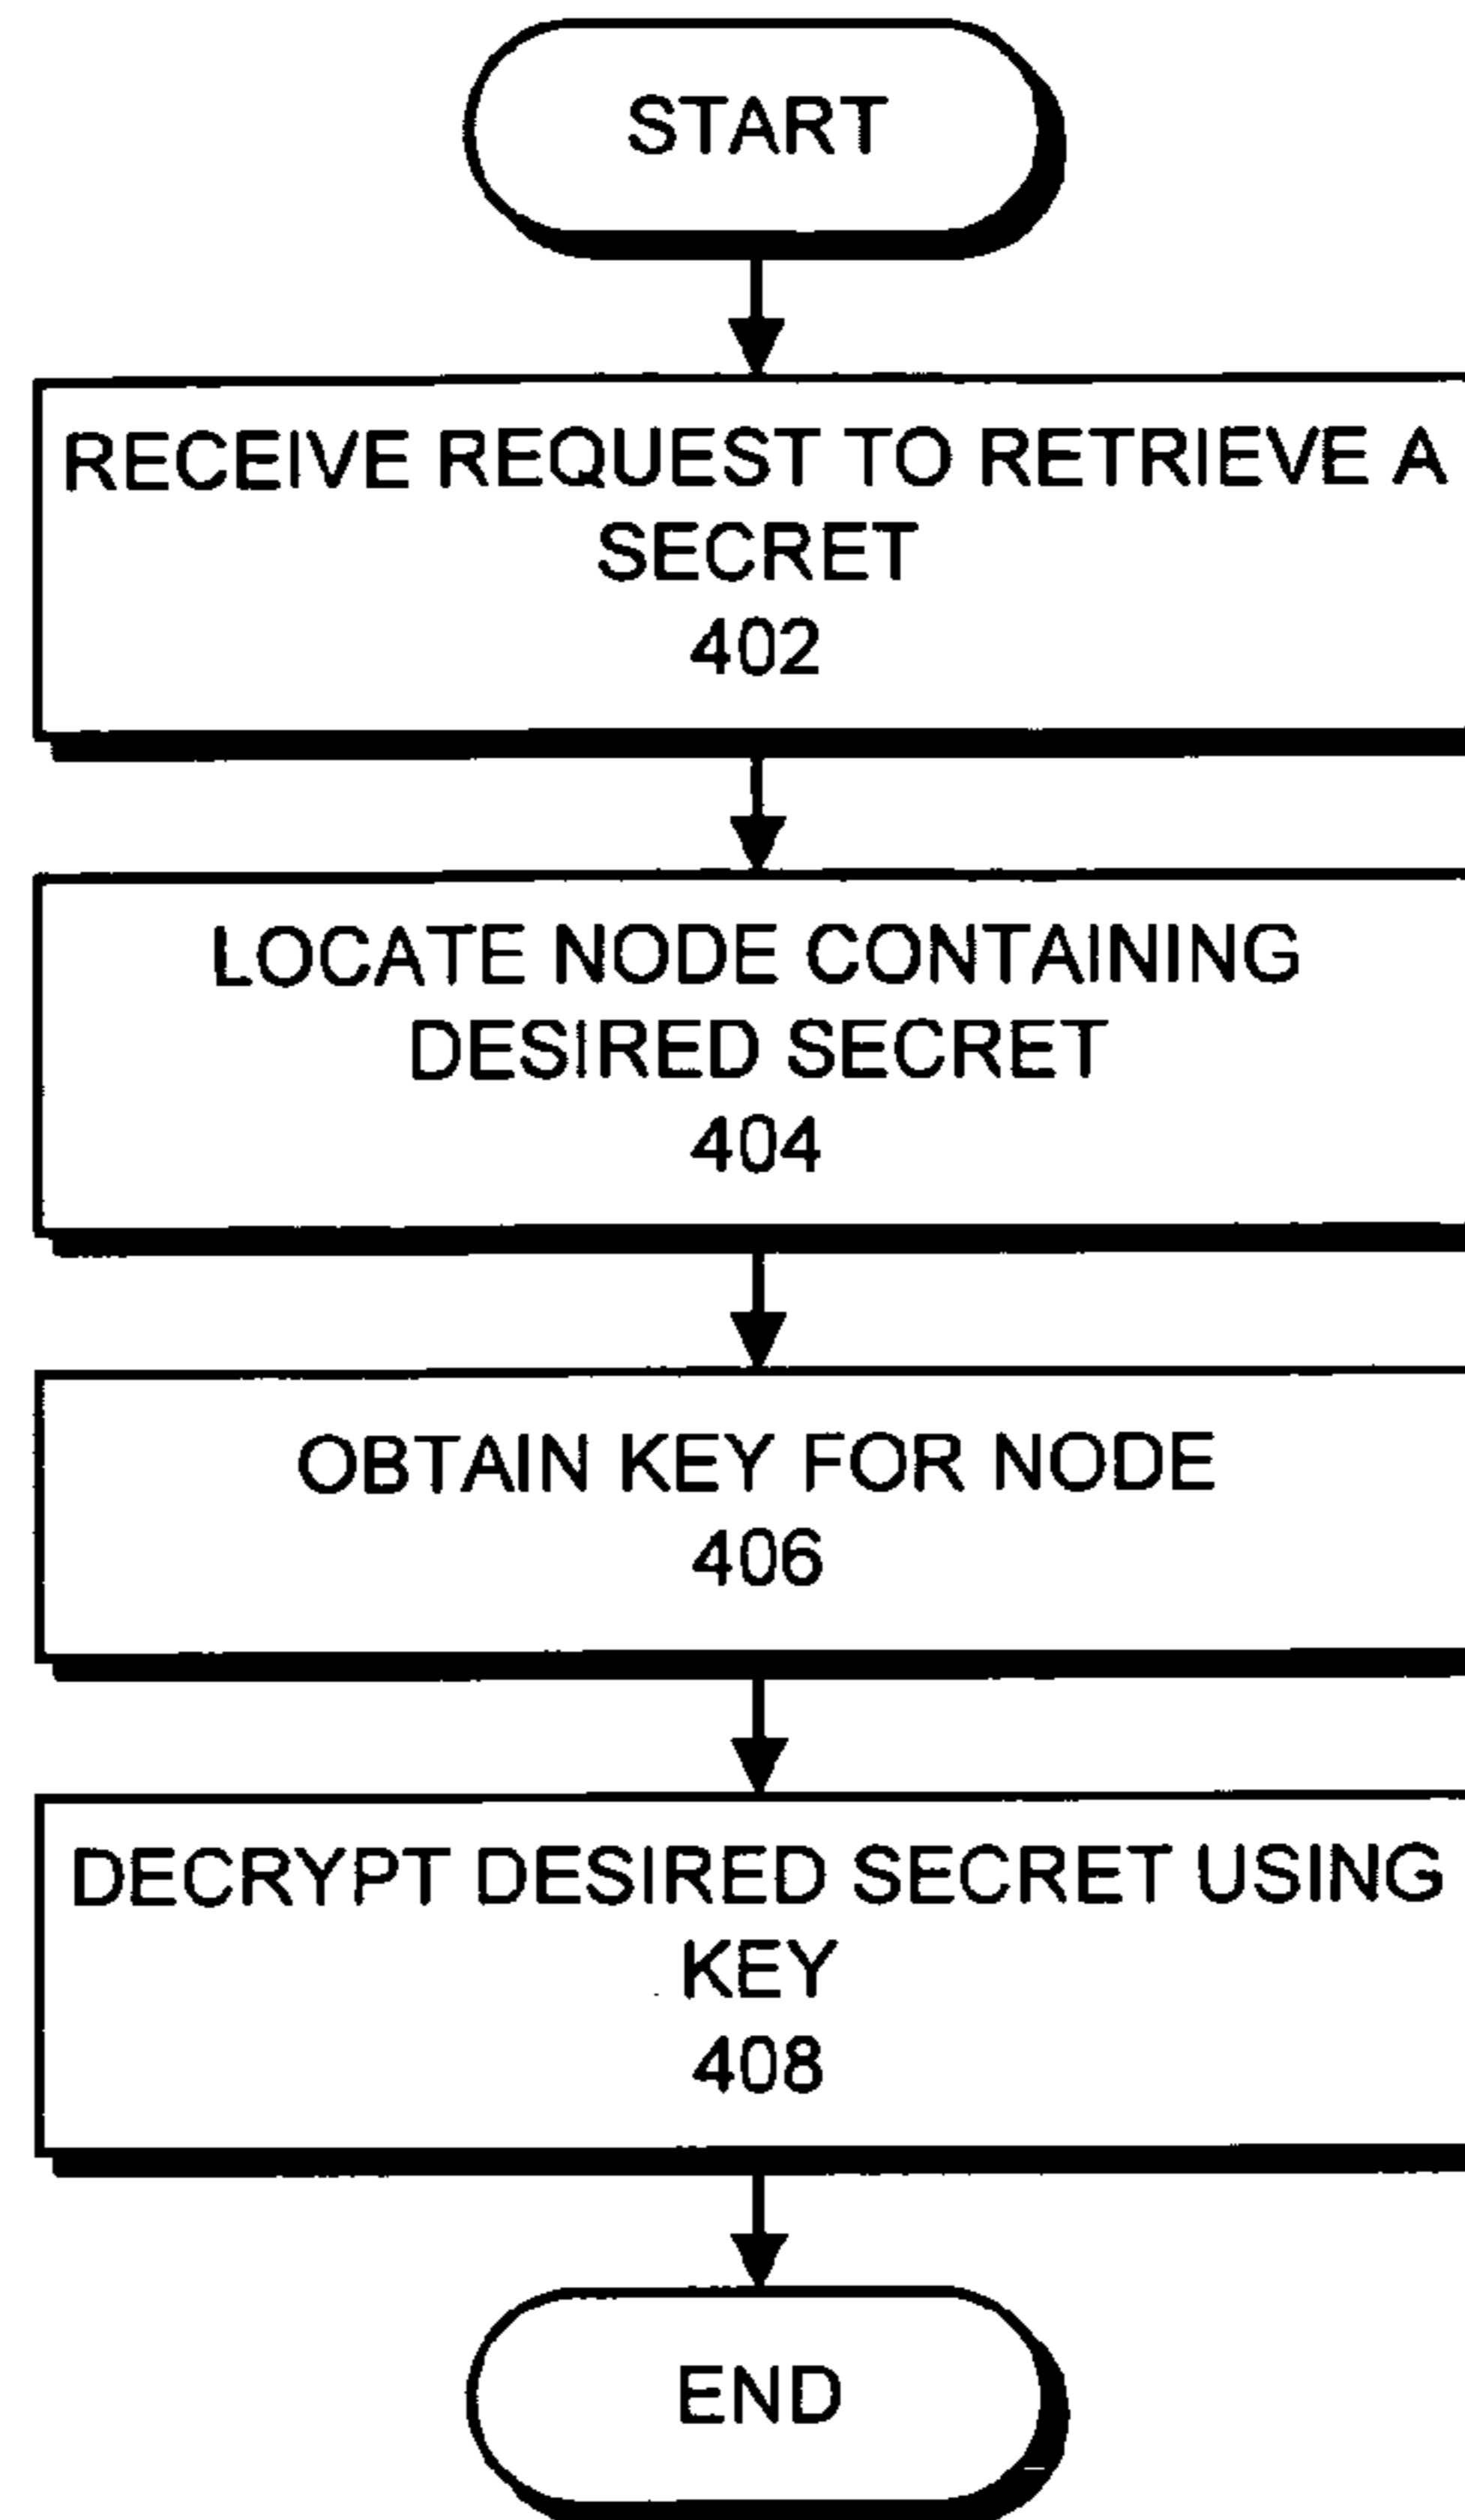 START
RECEIVE REQUEST TO RETRIEVE A
SECRET
402
LOCATE NODE CONTAINING
DESIRED SECRET
404
OBTAIN KEY FOR NODE
406
DECRYPT DESIRED SECRET USING
KEY
408
END